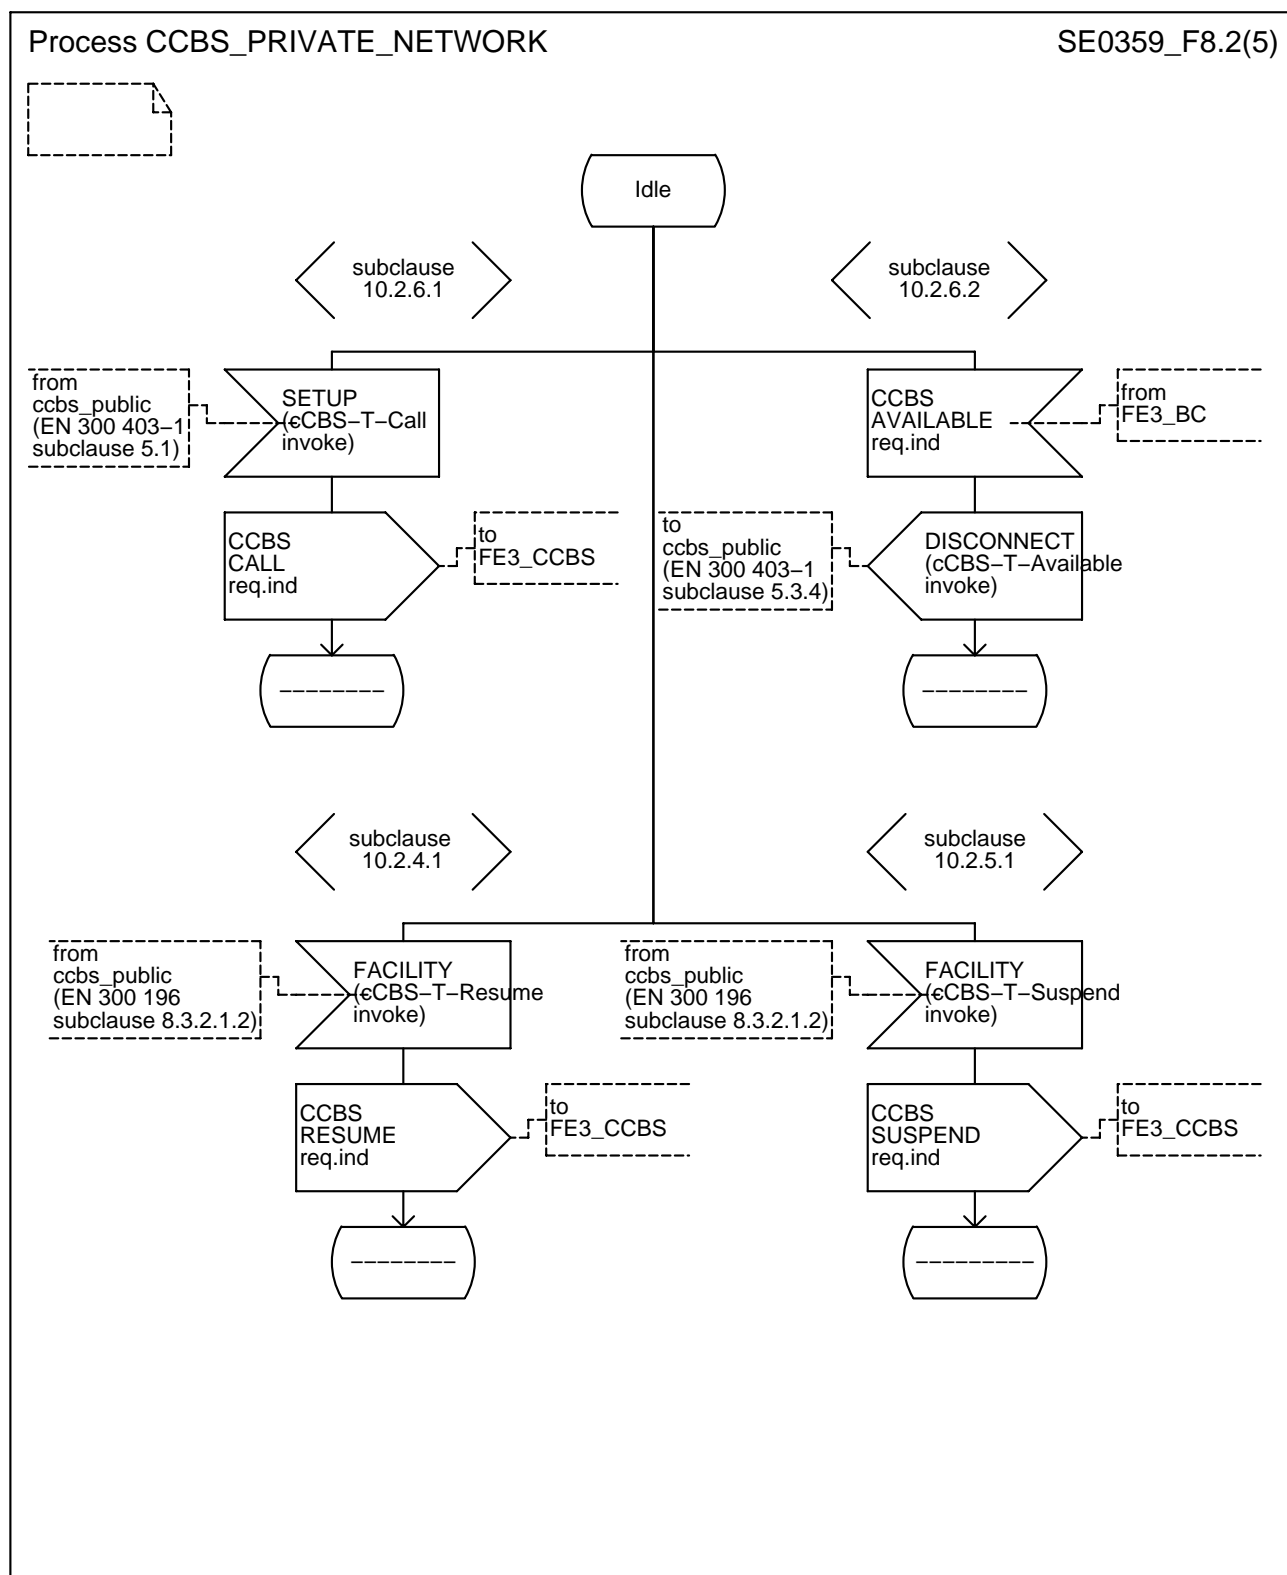 Process CCBS_PRIVATE_NETWORK
SE0359_F8.2(5)
Idle
subclause
10.2.6.1
subclause
10.2.6.2
from
ccbs_public
(EN 300 403–1
subclause 5.1)
SETUP
(cCBS–T–Call
invoke)
CCBS
AVAILABLE
req.ind
from
FE3_BC
CCBS
CALL
req.ind
to
FE3_CCBS
to
ccbs_public
(EN 300 403–1
subclause 5.3.4)
DISCONNECT
(cCBS–T–Available
invoke)
subclause
10.2.4.1
subclause
10.2.5.1
from
ccbs_public
(EN 300 196
subclause 8.3.2.1.2)
FACILITY
(cCBS–T–Resume
invoke)
from
ccbs_public
(EN 300 196
subclause 8.3.2.1.2)
FACILITY
(cCBS–T–Suspend
invoke)
CCBS
RESUME
req.ind
to
FE3_CCBS
CCBS
SUSPEND
req.ind
to
FE3_CCBS